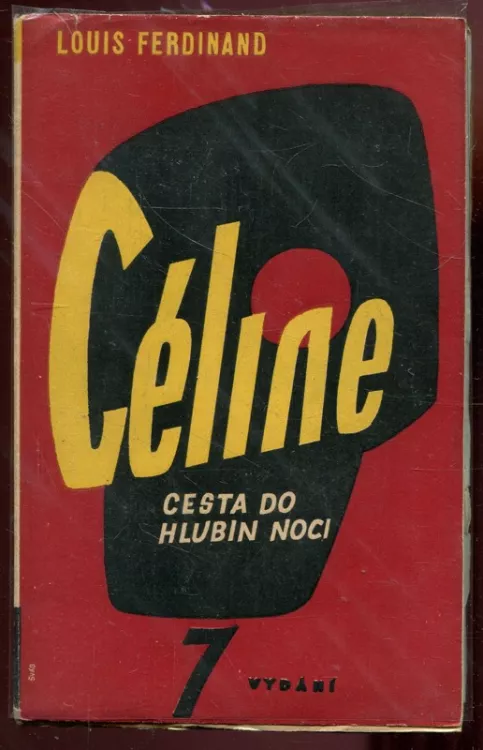 LOUIS FERDINAND
Céline
CESTA DO
HLUBIN NOCI
7
VYDÁNÍ